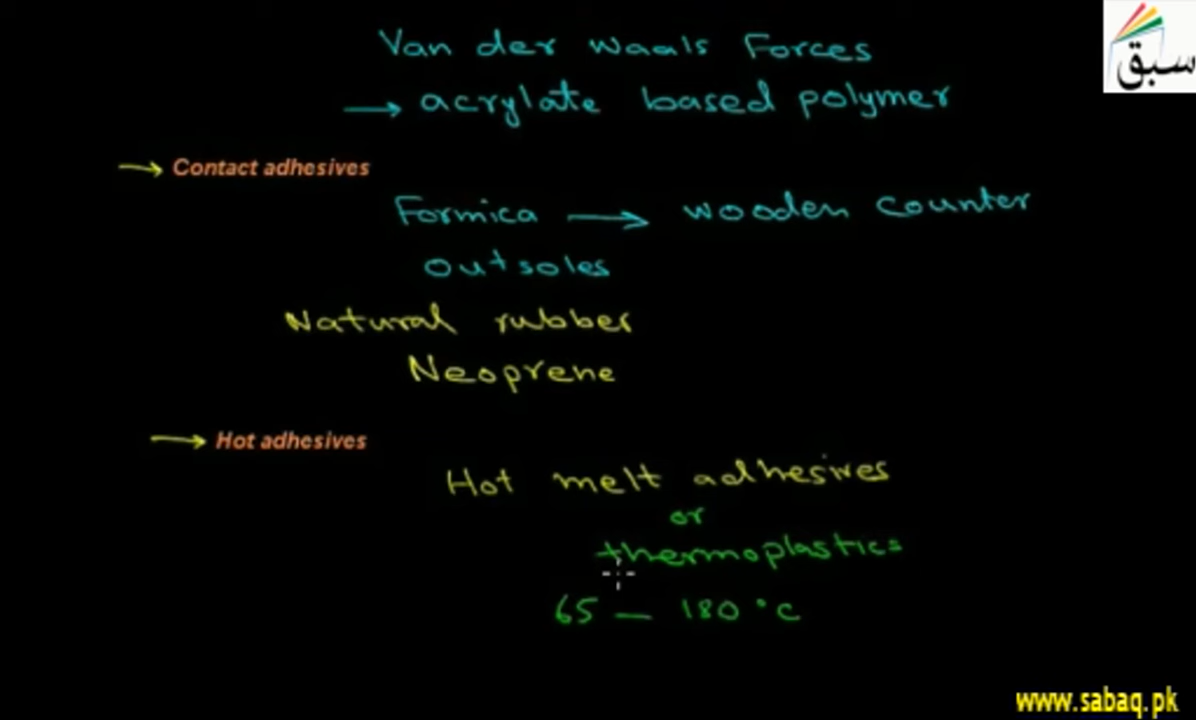 سبق
Van der Waals Forces
→ acrylate based polymer
→ Contact adhesives
Formica → wooden counter
Outsoles
Natural rubber
Neoprene
→ Hot adhesives
Hot melt adhesives
or
thermoplastics
65 — 180 °C
www.sabaq.pk